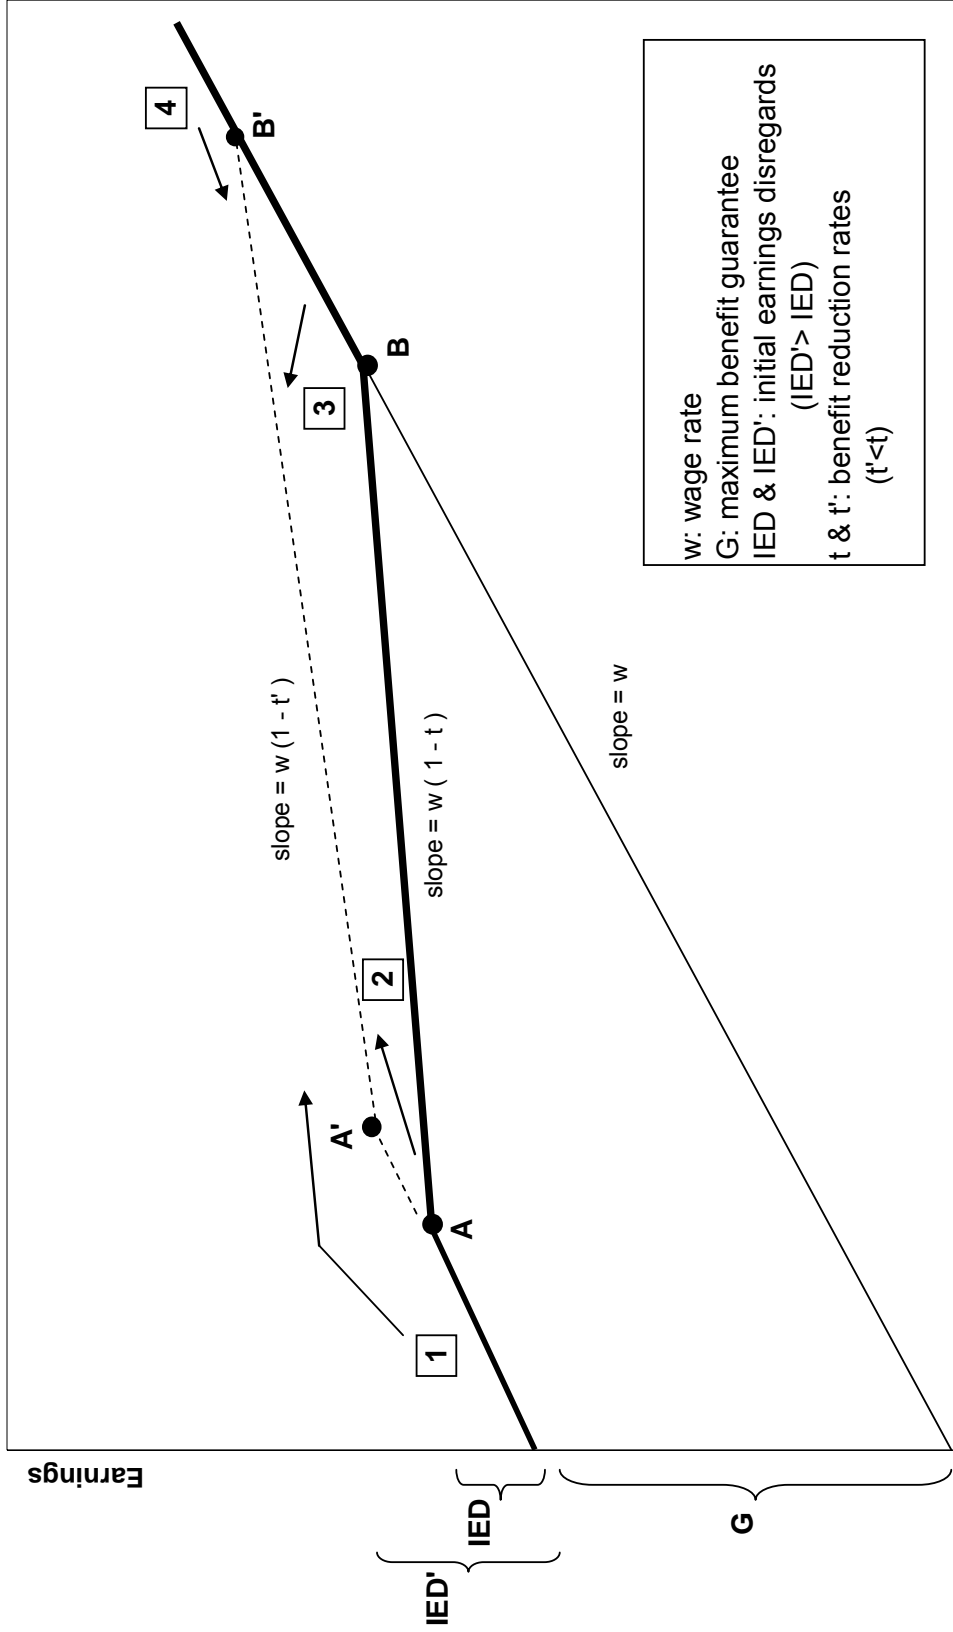 Earnings
IED'
IED
G
1
A
A'
2
slope = w (1 - t' )
slope = w ( 1 - t )
slope = w
3
B
4
B'
w: wage rate
G: maximum benefit guarantee
IED & IED': initial earnings disregards
(IED'> IED)
t & t': benefit reduction rates
(t'<t)